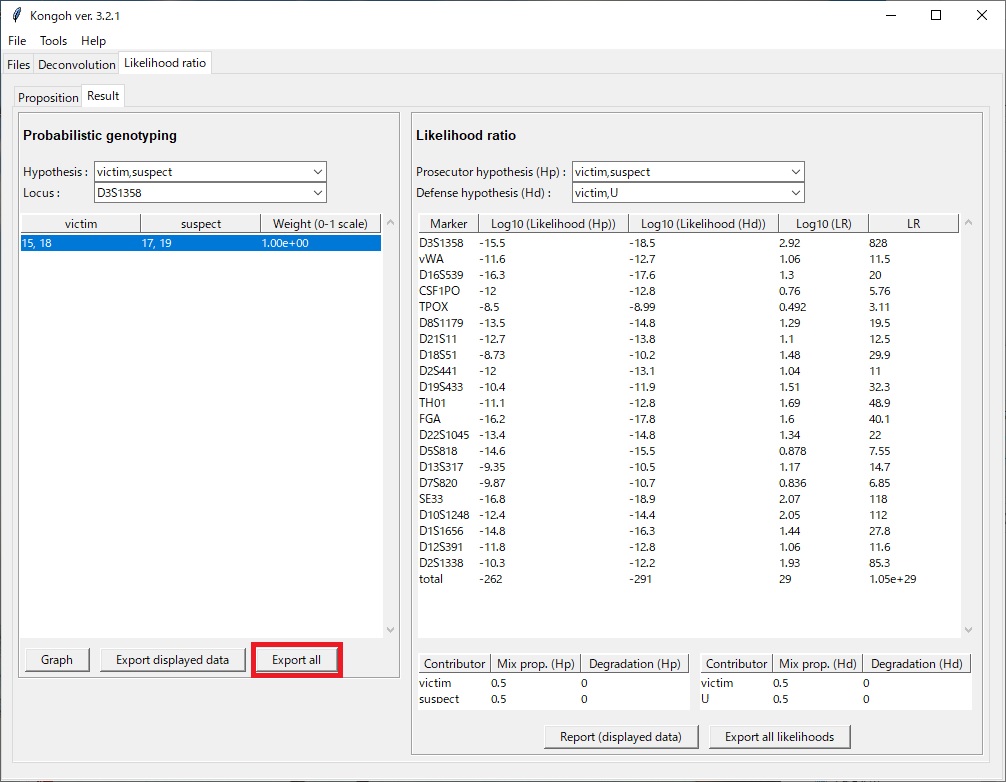 Kongoh ver. 3.2.1
File Tools Help
Files Deconvolution Likelihood ratio
Proposition Result
Probabilistic genotyping
Hypothesis : victim,suspect
Locus : D3S1358
victim suspect Weight (0-1 scale)
15, 18 17, 19 1.00e+00
Graph Export displayed data Export all
Likelihood ratio
Prosecutor hypothesis (Hp) : victim,suspect
Defense hypothesis (Hd) : victim,U
Marker Log10 (Likelihood (Hp)) Log10 (Likelihood (Hd)) Log10 (LR) LR
D3S1358 -15.5 -18.5 2.92 828
vWA -11.6 -12.7 1.06 11.5
D16S539 -16.3 -17.6 1.3 20
CSF1PO -12 -12.8 0.76 5.76
TPOX -8.5 -8.99 0.492 3.11
D8S1179 -13.5 -14.8 1.29 19.5
D21S11 -12.7 -13.8 1.1 12.5
D18S51 -8.73 -10.2 1.48 29.9
D2S441 -12 -13.1 1.04 11
D19S433 -10.4 -11.9 1.51 32.3
TH01 -11.1 -12.8 1.69 48.9
FGA -16.2 -17.8 1.6 40.1
D22S1045 -13.4 -14.8 1.34 22
D5S818 -14.6 -15.5 0.878 7.55
D13S317 -9.35 -10.5 1.17 14.7
D7S820 -9.87 -10.7 0.836 6.85
SE33 -16.8 -18.9 2.07 118
D10S1248 -12.4 -14.4 2.05 112
D1S1656 -14.8 -16.3 1.44 27.8
D12S391 -11.8 -12.8 1.06 11.6
D2S1338 -10.3 -12.2 1.93 85.3
total -262 -291 29 1.05e+29
Contributor Mix prop. (Hp) Degradation (Hp)
victim 0.5 0
suspect 0.5 0
Contributor Mix prop. (Hd) Degradation (Hd)
victim 0.5 0
U 0.5 0
Report (displayed data) Export all likelihoods